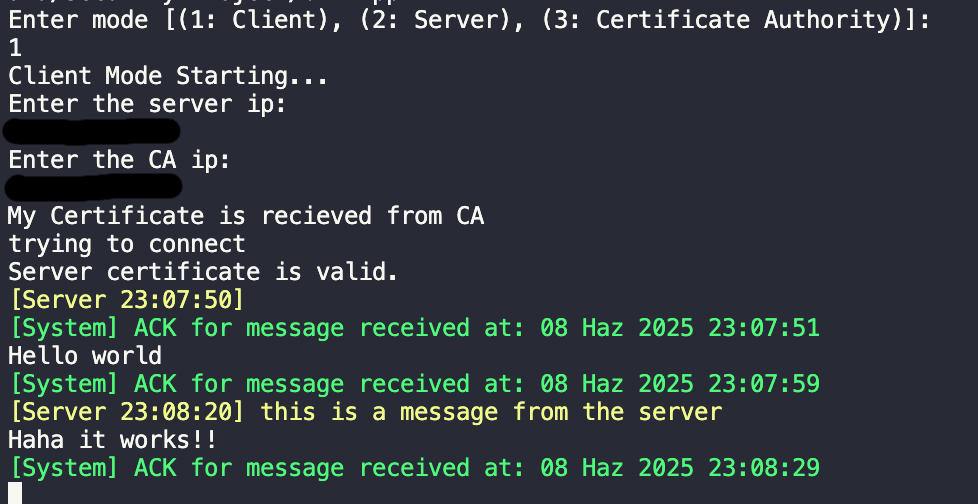 Enter mode [(1: Client), (2: Server), (3: Certificate Authority)]:
1
Client Mode Starting...
Enter the server ip:
Enter the CA ip:
My Certificate is recieved from CA
trying to connect
Server certificate is valid.
[Server 23:07:50]
[System] ACK for message received at: 08 Haz 2025 23:07:51
Hello world
[System] ACK for message received at: 08 Haz 2025 23:07:59
[Server 23:08:20] this is a message from the server
Haha it works!!
[System] ACK for message received at: 08 Haz 2025 23:08:29